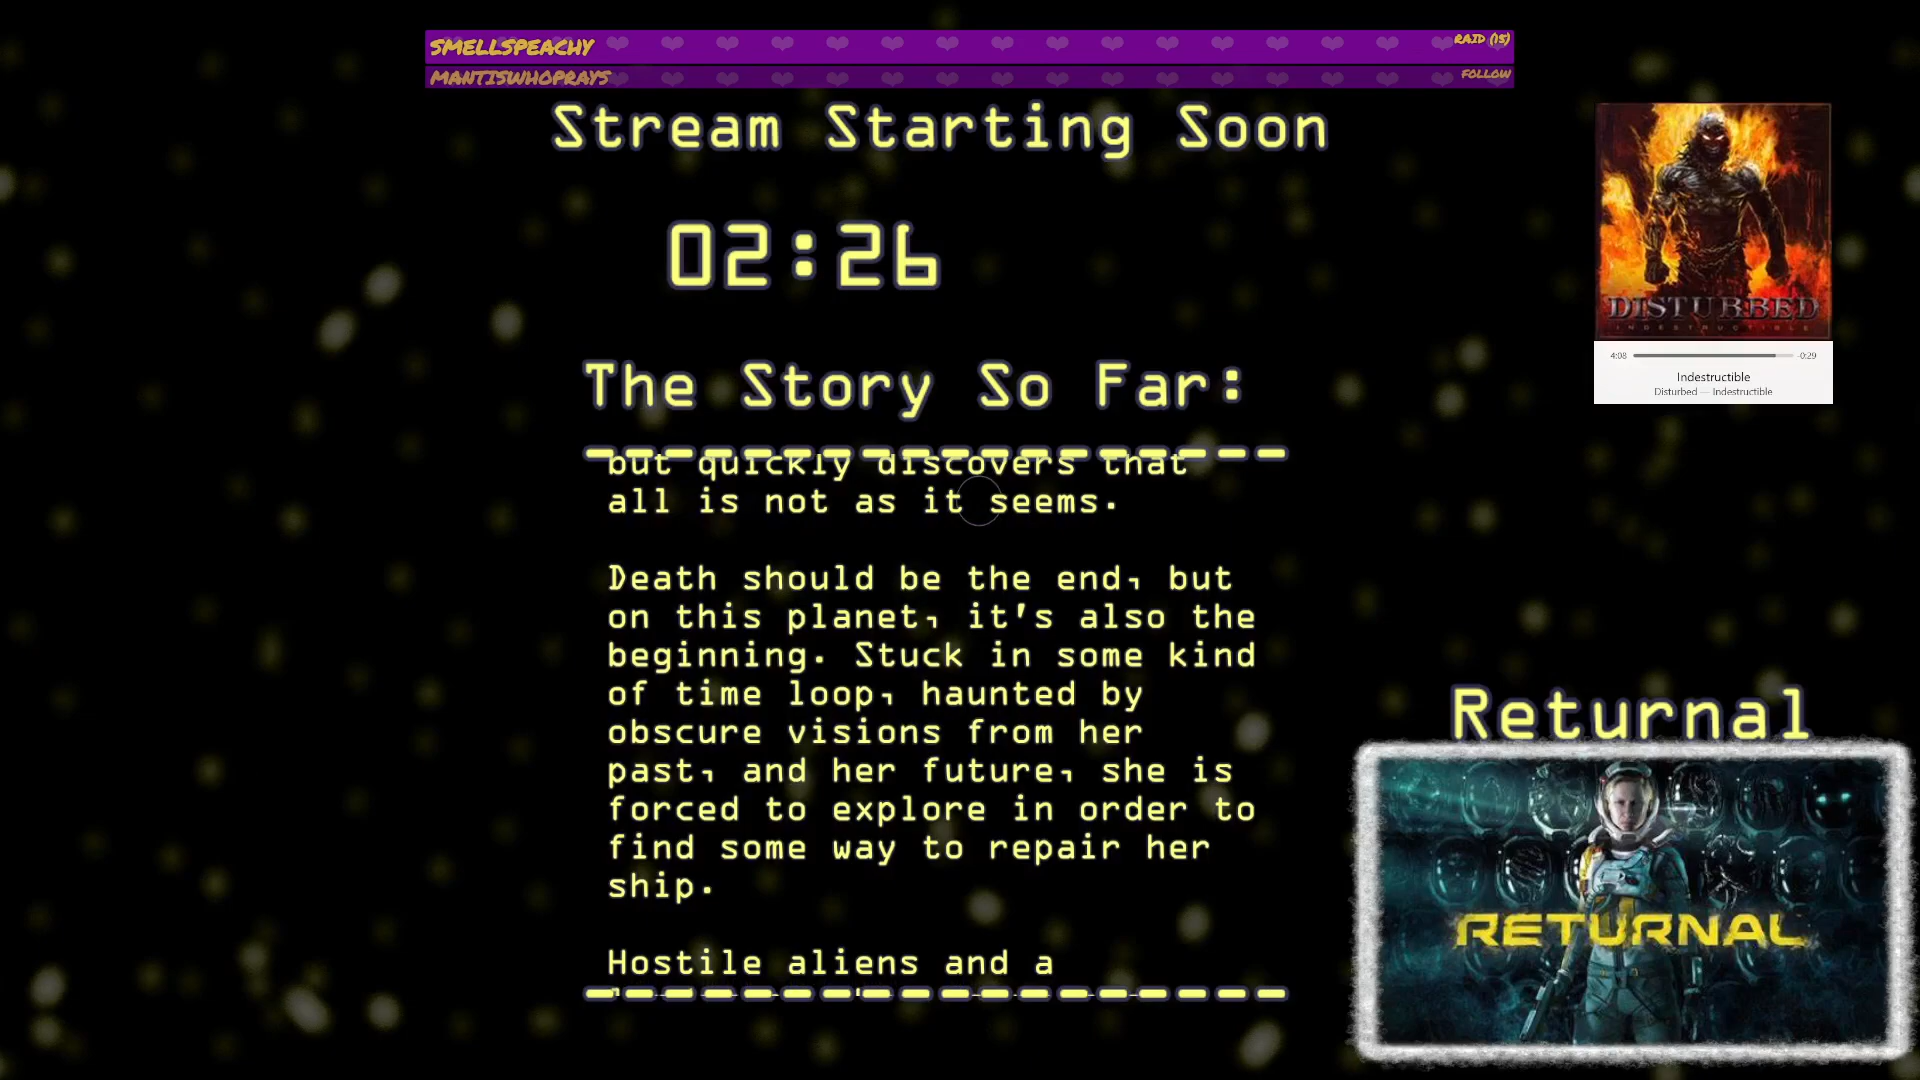 SMELLSPEACHY RAID (15)
MANTISWHOPRAYS FOLLOW
Stream Starting Soon
02:26
DISTURBED
INDESTRUCTIBLE
4:08 -0:29
Indestructible
Disturbed — Indestructible
The Story So Far:
but quickly discovers that
all is not as it seems.
Death should be the end, but
on this planet, it's also the
beginning. Stuck in some kind
of time loop, haunted by
obscure visions from her
past, and her future, she is
forced to explore in order to
find some way to repair her
ship.
Hostile aliens and a
Returnal
RETURNAL